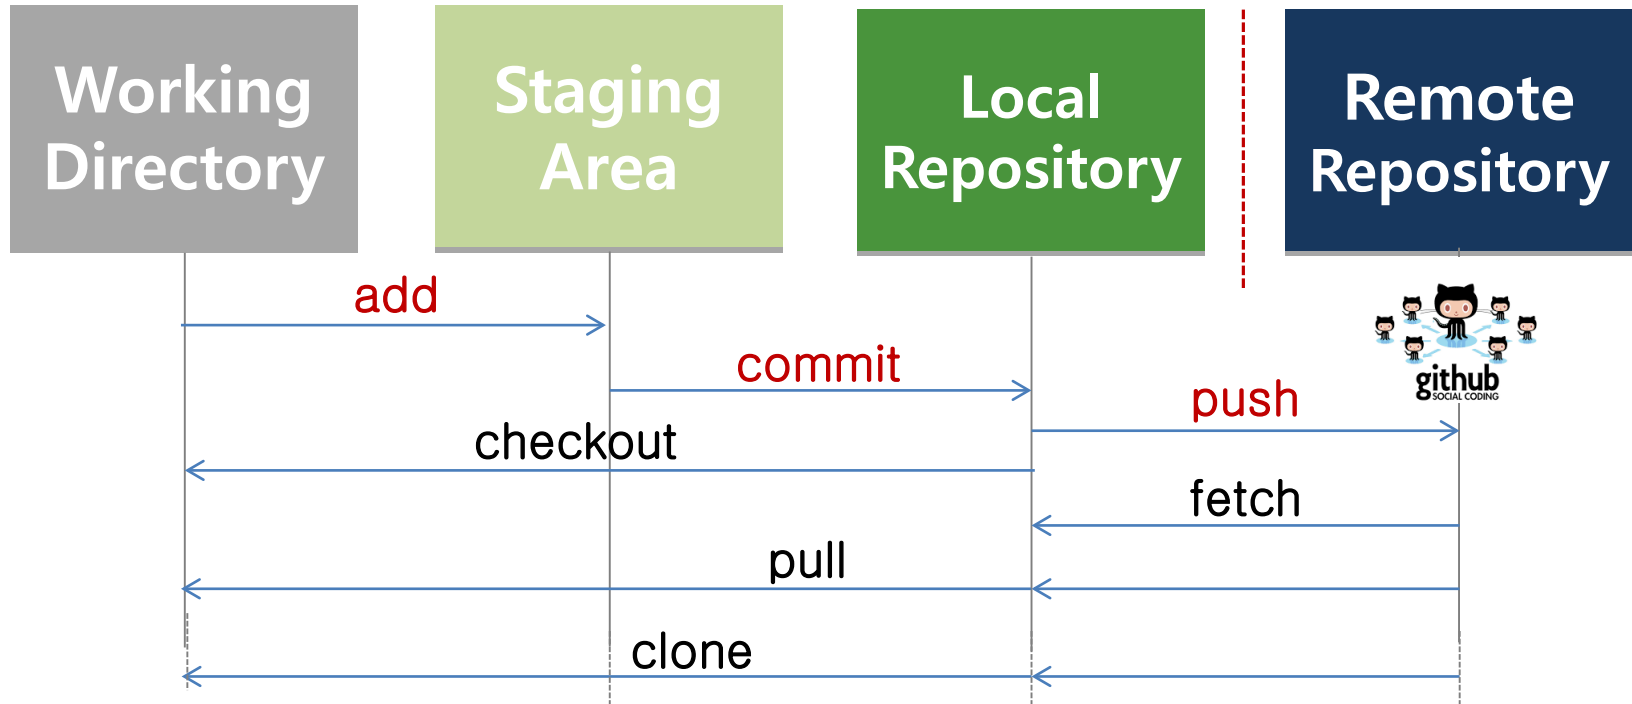 Working
Directory
Staging
Area
Local
Repository
Remote
Repository
add
commit
push
checkout
fetch
pull
clone
github
SOCIAL CODING